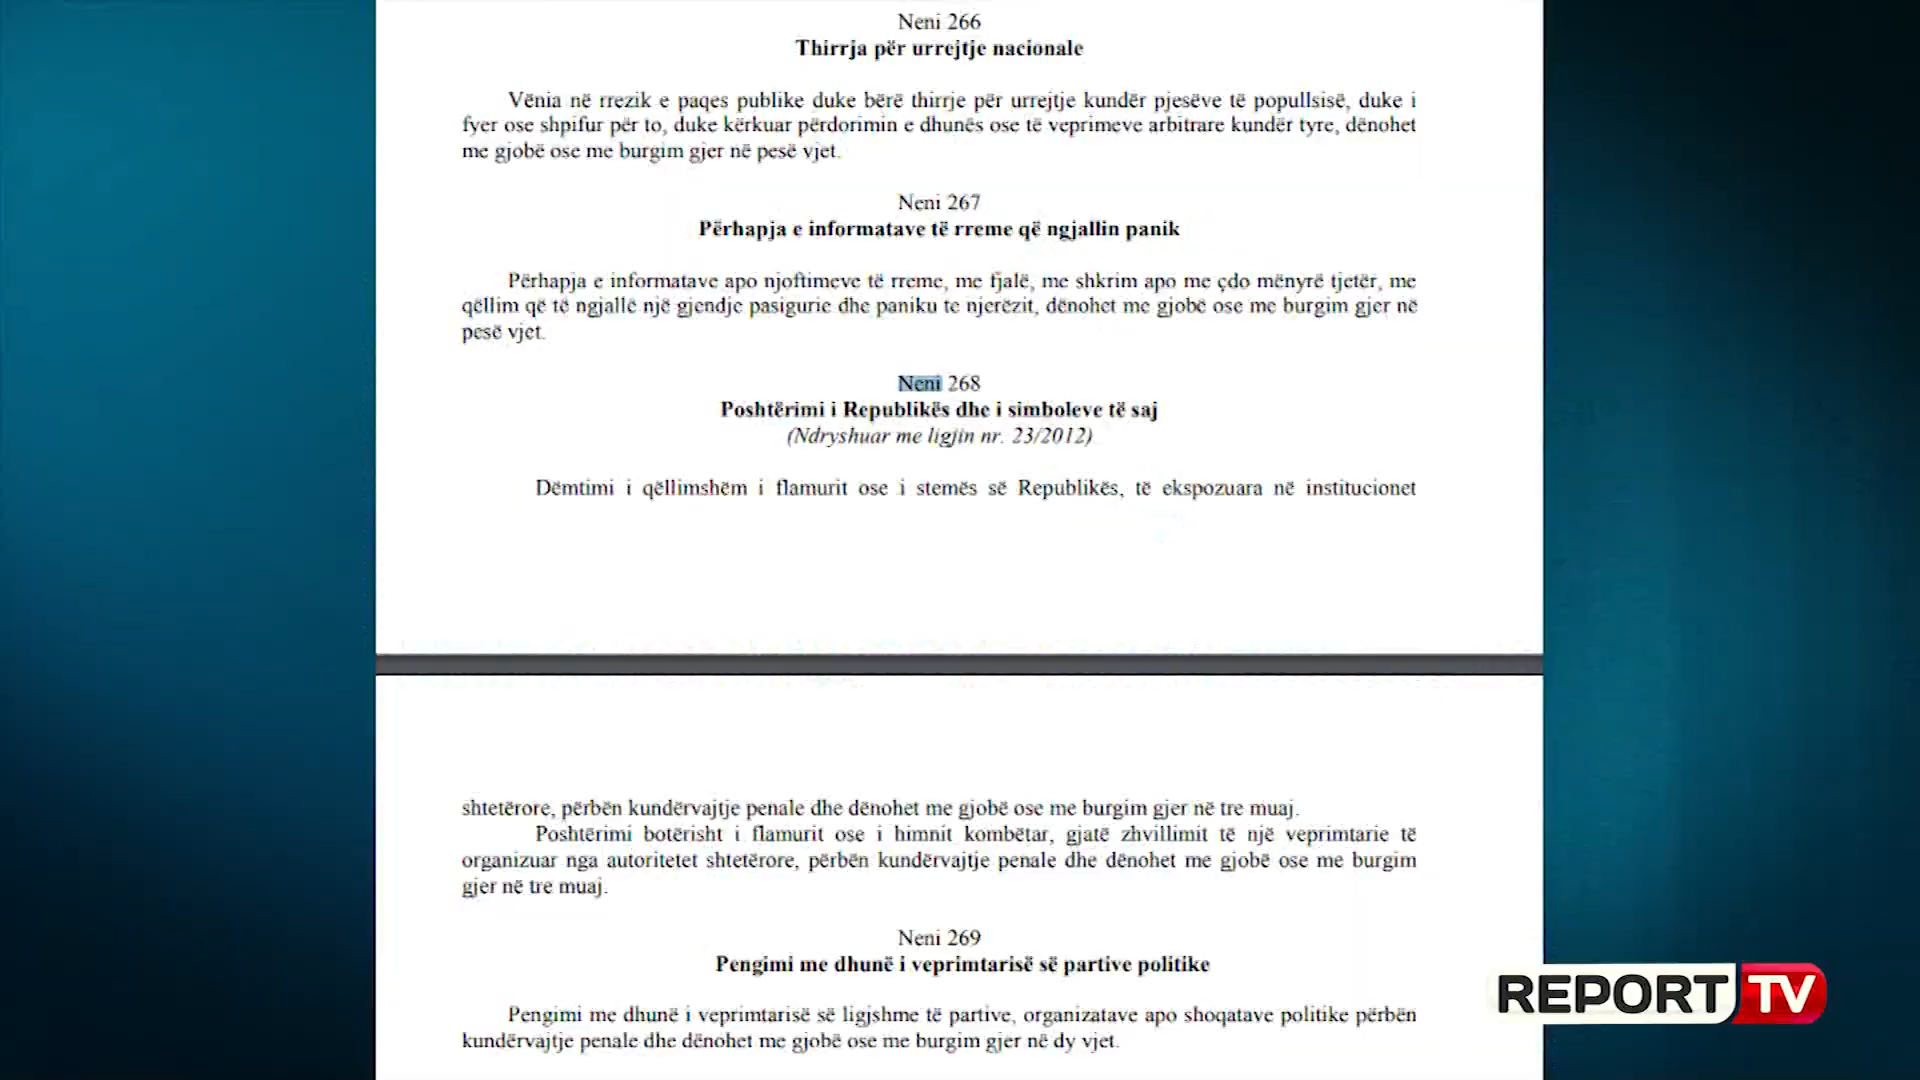 Neni 266
Thirrja për urrejtje nacionale
Vënia në rrezik e paqes publike duke bërë thirrje për urrejtje kundër pjesëve të popullsisë, duke i
fyer ose shpifur për to, duke kërkuar përdorimin e dhunës ose të veprimeve arbitrare kundër tyre, dënohet
me gjobë ose me burgim gjer në pesë vjet.
Neni 267
Përhapja e informatave të rreme që ngjallin panik
Përhapja e informatave apo njoftimeve të rreme, me fjalë, me shkrim apo me çdo mënyrë tjetër, me
qëllim që të ngjallë një gjendje pasigurie dhe paniku te njerëzit, dënohet me gjobë ose me burgim gjer në
pesë vjet.
Neni 268
Poshtërimi i Republikës dhe i simboleve të saj
(Ndryshuar me ligjin nr. 23/2012)
Dëmtimi i qëllimshëm i flamurit ose i stemës së Republikës, të ekspozuara në institucionet
shtetërore, përbën kundërvajtje penale dhe dënohet me gjobë ose me burgim gjer në tre muaj.
Poshtërimi botërisht i flamurit ose i himnit kombëtar, gjatë zhvillimit të një veprimtarie të
organizuar nga autoritetet shtetërore, përbën kundërvajtje penale dhe dënohet me gjobë ose me burgim
gjer në tre muaj.
Neni 269
Pengimi me dhunë i veprimtarisë së partive politike
Pengimi me dhunë i veprimtarisë së ligjshme të partive, organizatave apo shoqatave politike përbën
kundërvajtje penale dhe dënohet me gjobë ose me burgim gjer në dy vjet.
REPORT TV